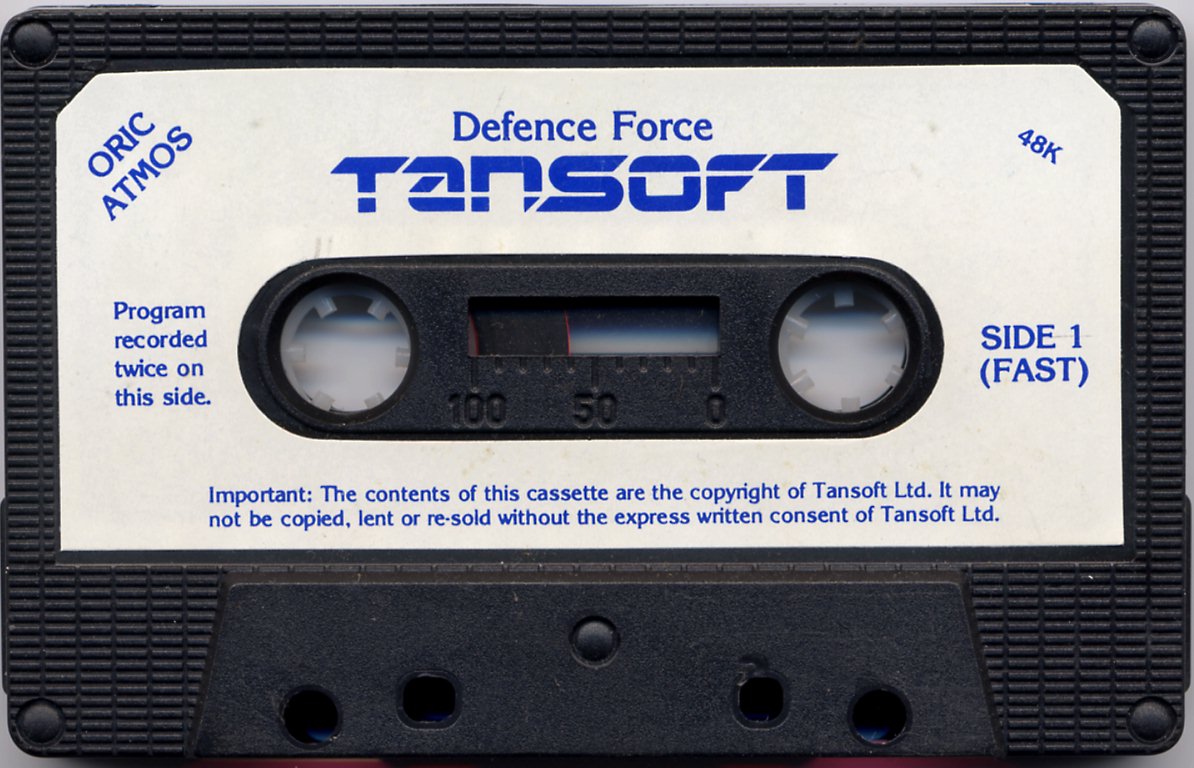 ORIC
ATMOS
Defence Force
TANSOFT
48K
Program
recorded
twice on
this side.
SIDE 1
(FAST)
100 50 0
Important: The contents of this cassette are the copyright of Tansoft Ltd. It may
not be copied, lent or re-sold without the express written consent of Tansoft Ltd.